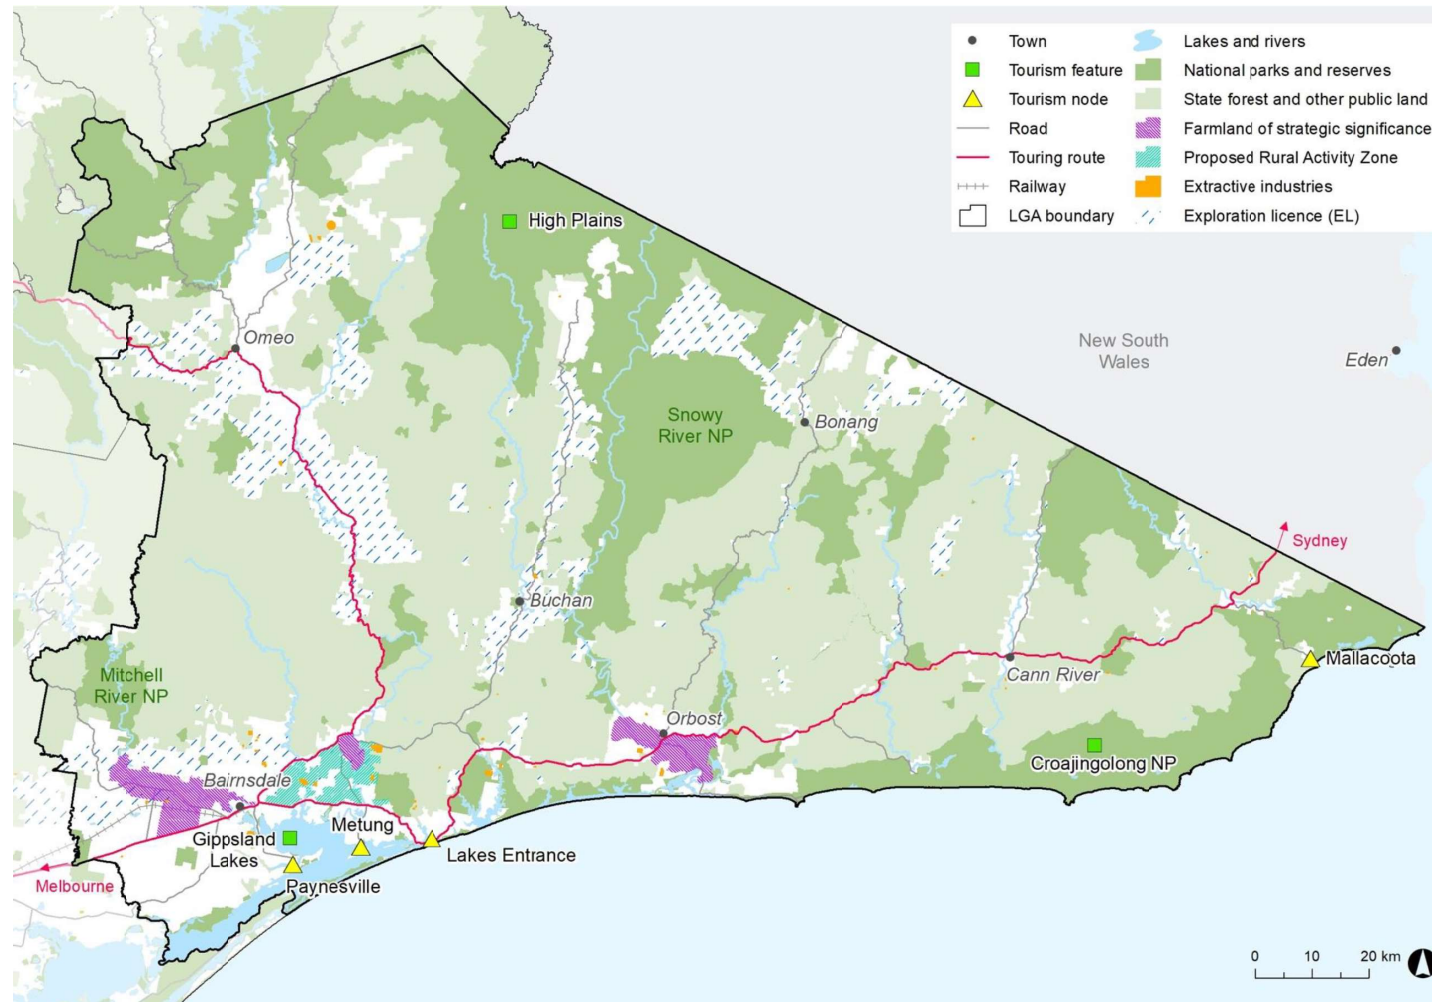 Town
Tourism feature
Tourism node
Road
Touring route
Railway
LGA boundary
Lakes and rivers
National parks and reserves
State forest and other public land
Farmland of strategic significance
Proposed Rural Activity Zone
Extractive industries
Exploration licence (EL)
High Plains
Omeo
New South
Wales
Eden
Snowy
River NP
Bonang
Sydney
Buchan
Mitchell
River NP
Mallacoota
Cann River
Orbost
Croajingolong NP
Bairnsdale
Gippsland
Lakes
Metung
Lakes Entrance
Melbourne
Paynesville
0 10 20 km